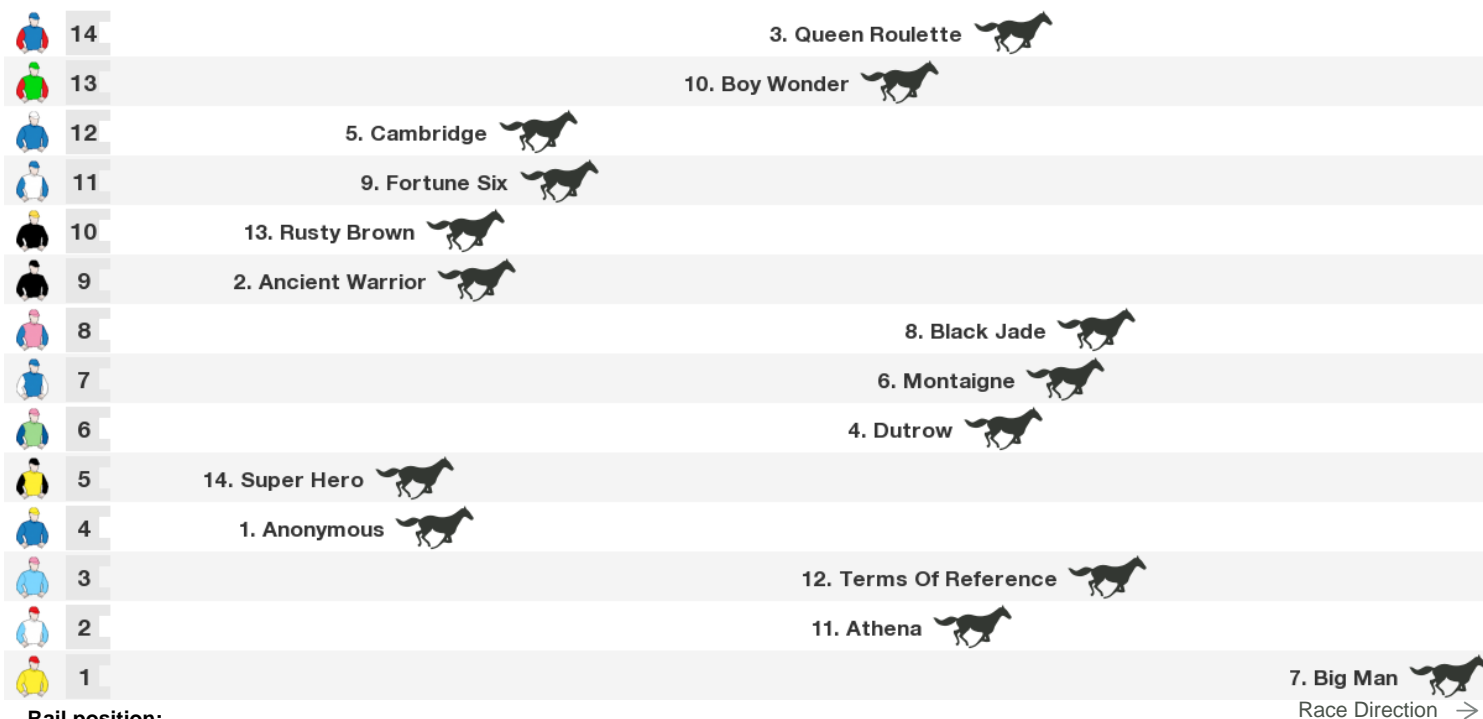 14 3. Queen Roulette
13 10. Boy Wonder
12 5. Cambridge
11 9. Fortune Six
10 13. Rusty Brown
9 2. Ancient Warrior
8 8. Black Jade
7 6. Montaigne
6 4. Dutrow
5 14. Super Hero
4 1. Anonymous
3 12. Terms Of Reference
2 11. Athena
1 7. Big Man
Race Direction
Rail position: